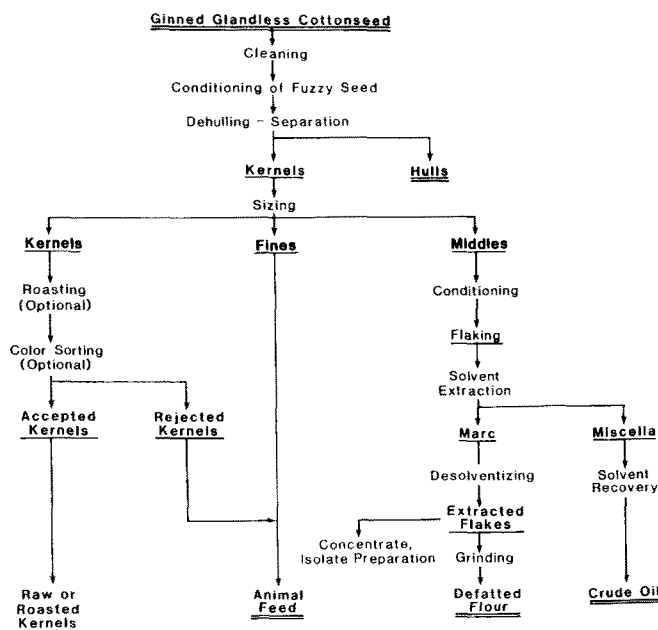 Ginned Glandless Cottonseed
Cleaning
Conditioning of Fuzzy Seed
Dehulling - Separation
Kernels
Hulls
Sizing
Kernels
Fines
Middles
Roasting
(Optional)
Conditioning
Flaking
Color Sorting
(Optional)
Solvent
Extraction
Accepted
Kernels
Rejected
Kernels
Marc
Miscella
Desolventizing
Solvent
Recovery
Extracted
Flakes
Concentrate,
Isolate Preparation
Grinding
Raw or
Roasted
Kernels
Animal
Feed
Defatted
Flour
Crude Oil